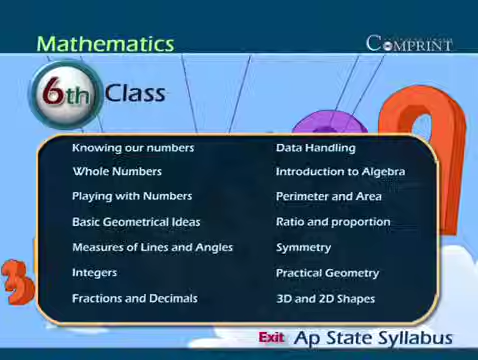 Mathematics
COMPRINT
6th Class
Knowing our numbers
Whole Numbers
Playing with Numbers
Basic Geometrical Ideas
Measures of Lines and Angles
Integers
Fractions and Decimals
Data Handling
Introduction to Algebra
Perimeter and Area
Ratio and proportion
Symmetry
Practical Geometry
3D and 2D Shapes
Exit Ap State Syllabus
9
3